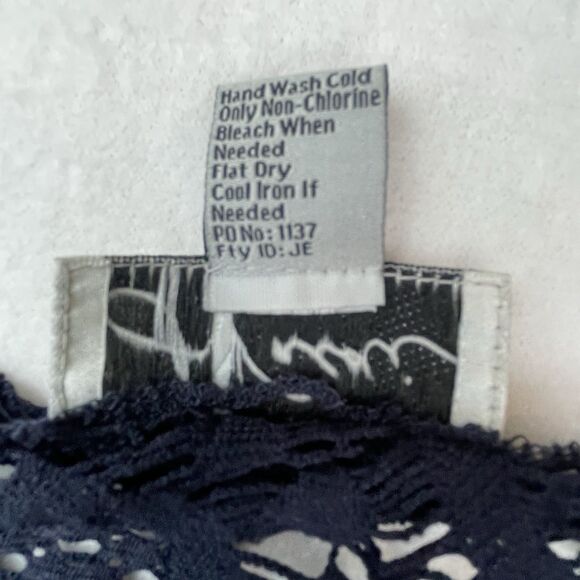 Hand Wash Cold
Only Non-Chlorine
Bleach When
Needed
Flat Dry
Cool Iron If
Needed
PO No: 1137
Fty ID: JE